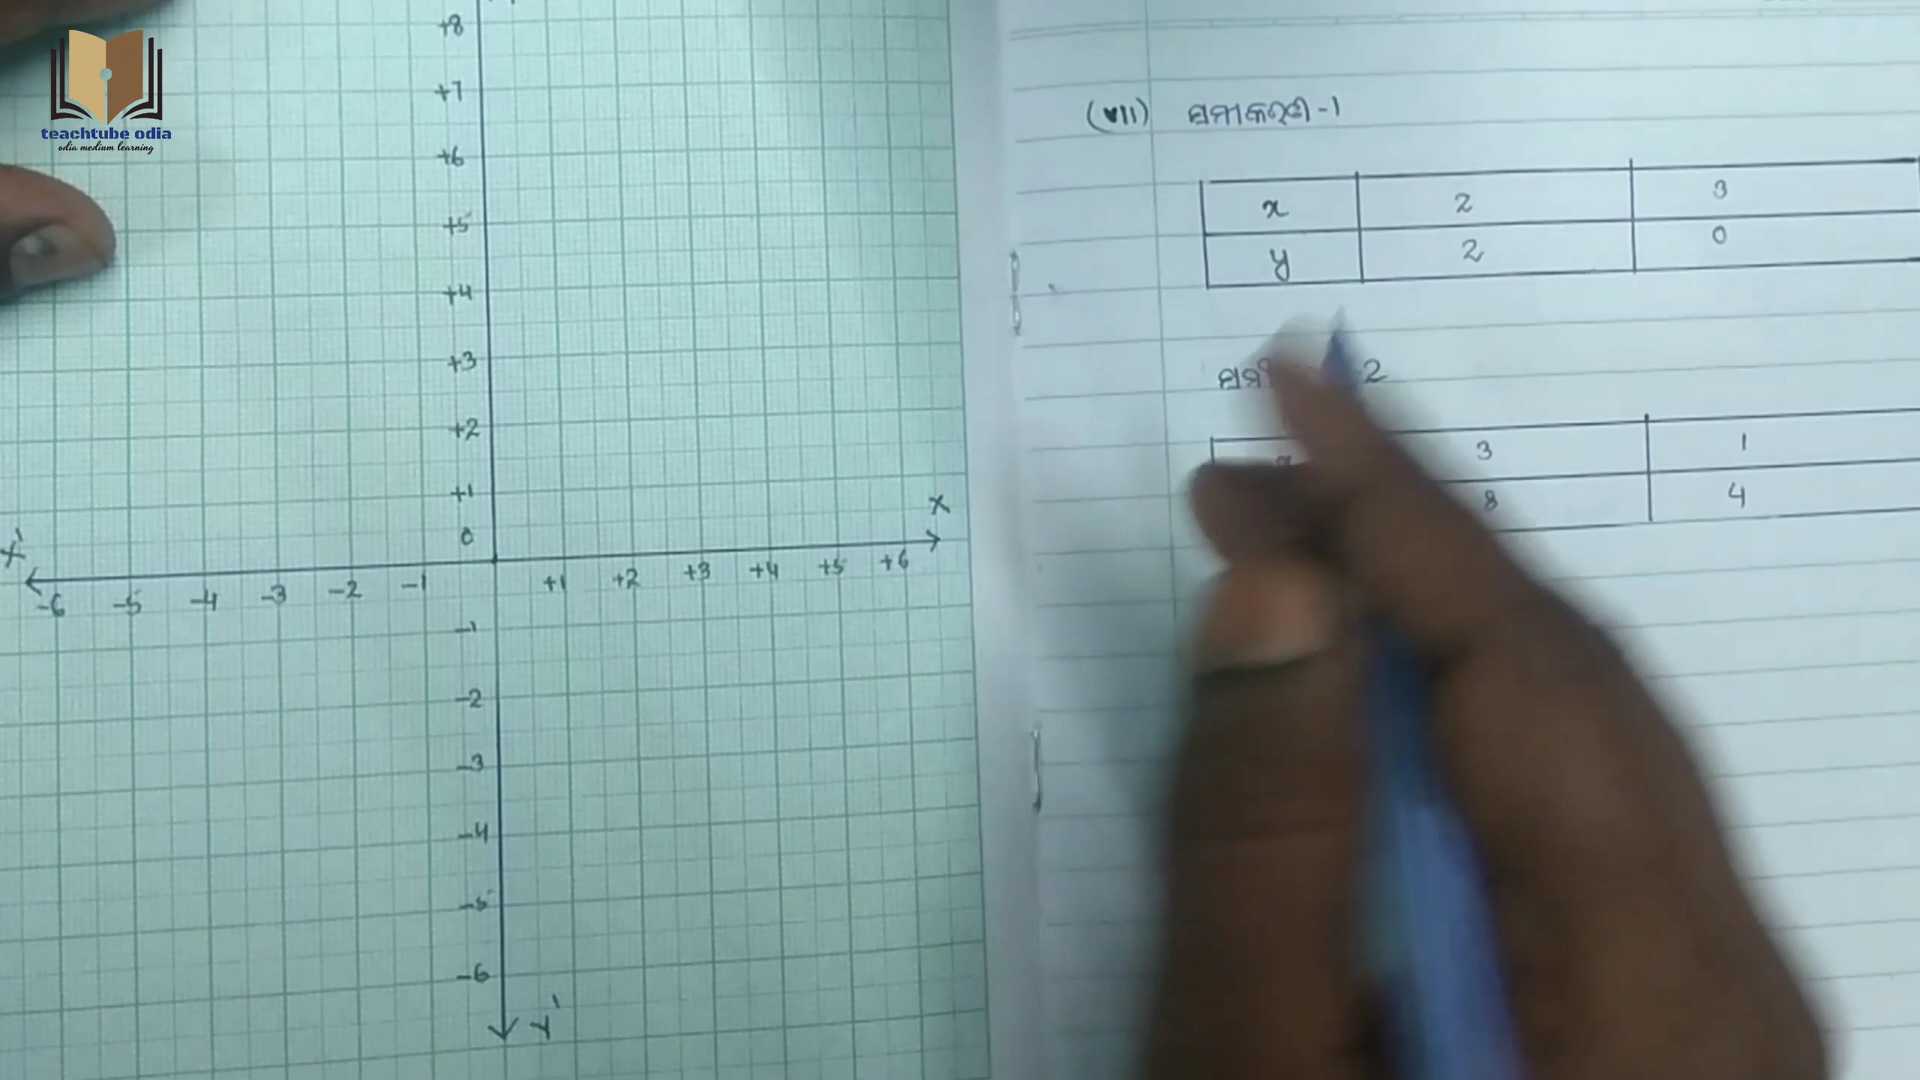 teachtube odia
odia medium learning
+8
+7
+6
+5
+4
+3
+2
+1
0
X
X'
-6 -5 -4 -3 -2 -1 +1 +2 +3 +4 +5 +6
-1
-2
-3
-4
-5
-6
Y'
(VII) ସମୀକରଣ -1
x 2 3
y 2 0
2
3 1
8 4